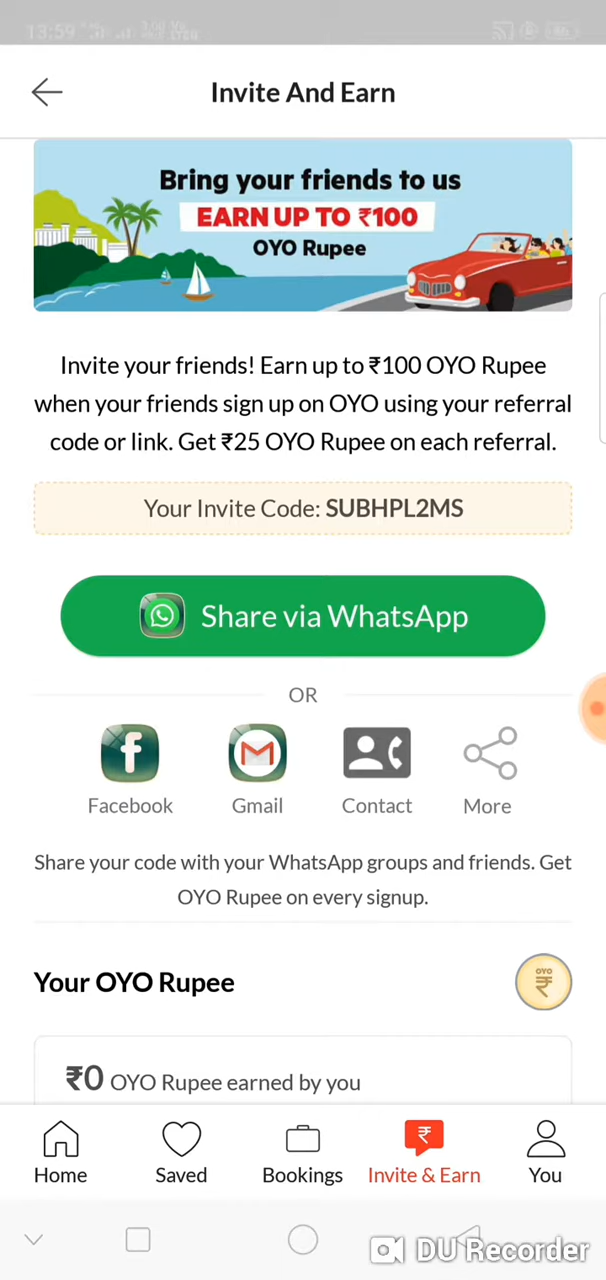 13:59
Invite And Earn
Bring your friends to us
EARN UP TO ₹100
OYO Rupee
Invite your friends! Earn up to ₹100 OYO Rupee
when your friends sign up on OYO using your referral
code or link. Get ₹25 OYO Rupee on each referral.
Your Invite Code: SUBHPL2MS
Share via WhatsApp
OR
Facebook Gmail Contact More
Share your code with your WhatsApp groups and friends. Get
OYO Rupee on every signup.
Your OYO Rupee
OYO
₹
₹0 OYO Rupee earned by you
Home Saved Bookings Invite & Earn You
DU Recorder